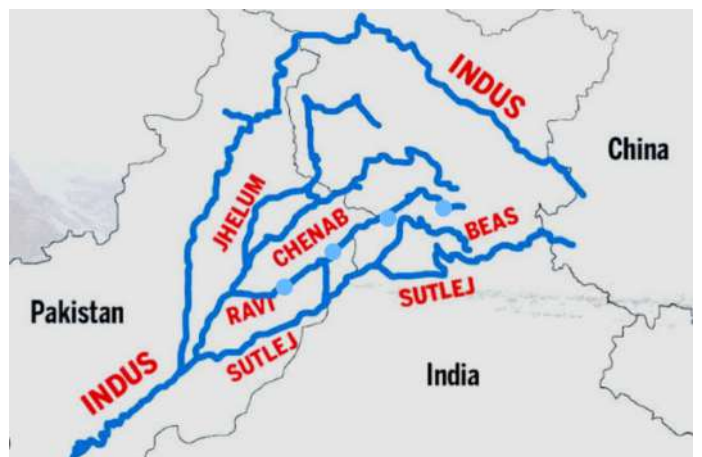 INDUS
China
JHELUM
CHENAB
BEAS
Pakistan
RAVI
SUTLEJ
SUTLEJ
INDUS
India